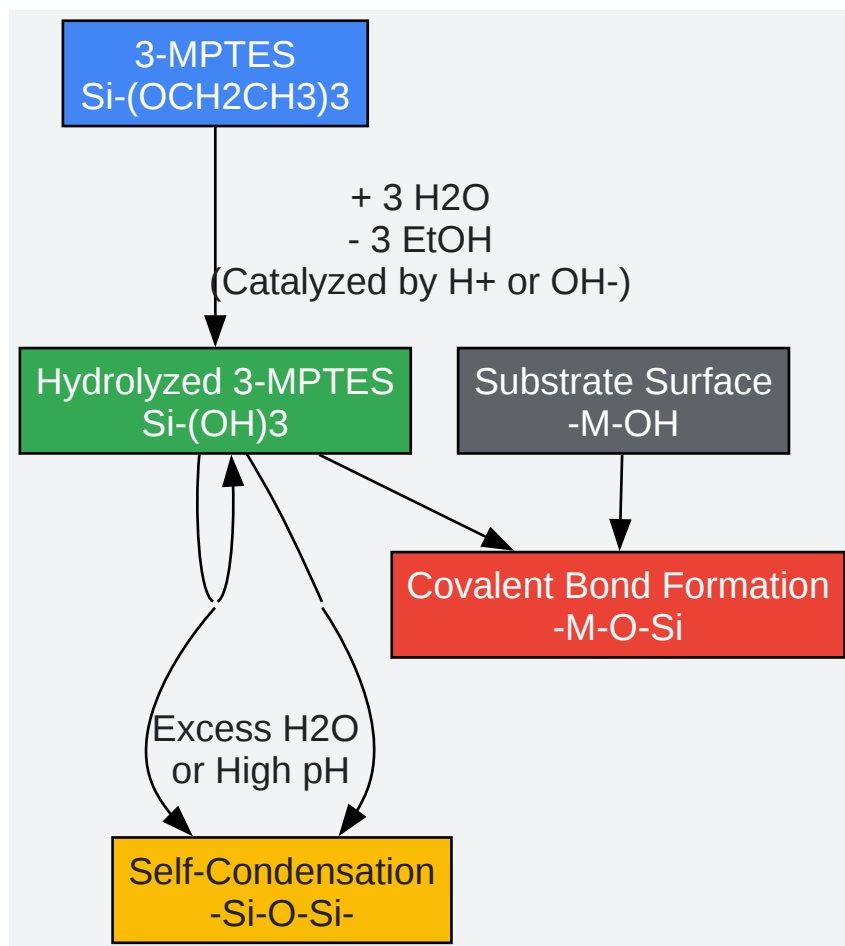 3-MPTES
Si-(OCH2CH3)3
+ 3 H2O
- 3 EtOH
(Catalyzed by H+ or OH-)
Hydrolyzed 3-MPTES
Si-(OH)3
Substrate Surface
-M-OH
Covalent Bond Formation
-M-O-Si
Excess H2O
or High pH
Self-Condensation
-Si-O-Si-